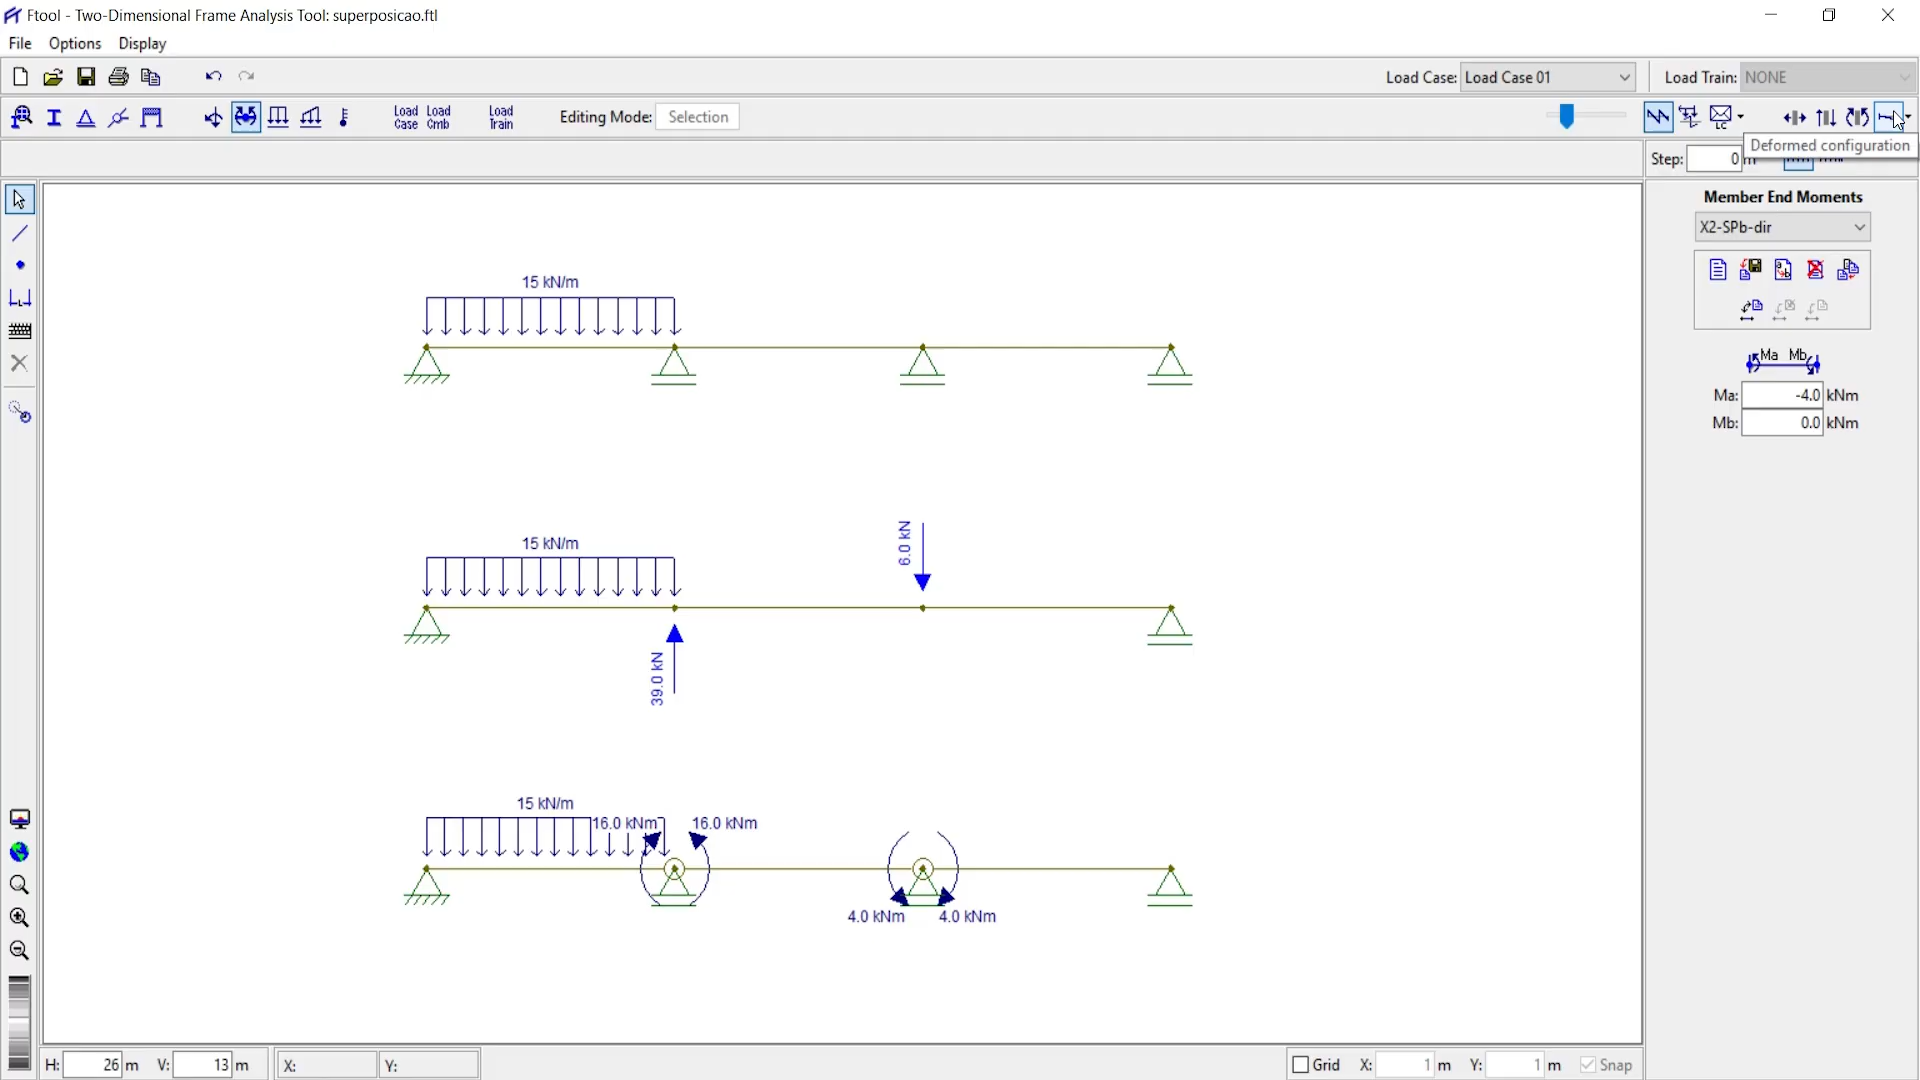 Ftool - Two-Dimensional Frame Analysis Tool: superposicao.ftl
File Options Display
Load Case: Load Case 01 Load Train: NONE
Load Case Load Cmb Load Train Editing Mode: Selection LC
Deformed configuration
Step: 0 m
Member End Moments
X2-SPb-dir
Ma Mb
Ma: -4.0 kNm
Mb: 0.0 kNm
15 kN/m
15 kN/m
6.0 kN
39.0 kN
15 kN/m
16.0 kNm 16.0 kNm
4.0 kNm 4.0 kNm
H: 26 m V: 13 m X: Y: Grid X: 1 m Y: 1 m Snap